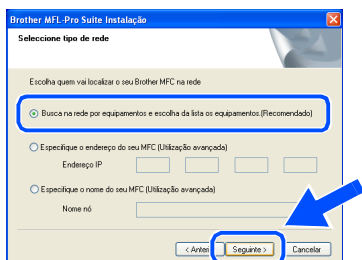 Brother MFL-Pro Suite Instalação
Seleccione tipo de rede
Escolha quem vai localizar o seu Brother MFC na rede
Busca na rede por equipamentos e escolha da lista os equipamentos.(Recomendado)
Especifique o endereço do seu MFC (Utilização avançada)
Endereço IP
Especifique o nome do seu MFC (Utilização avançada)
Nome nó
< Anteri Seguinte > Cancelar